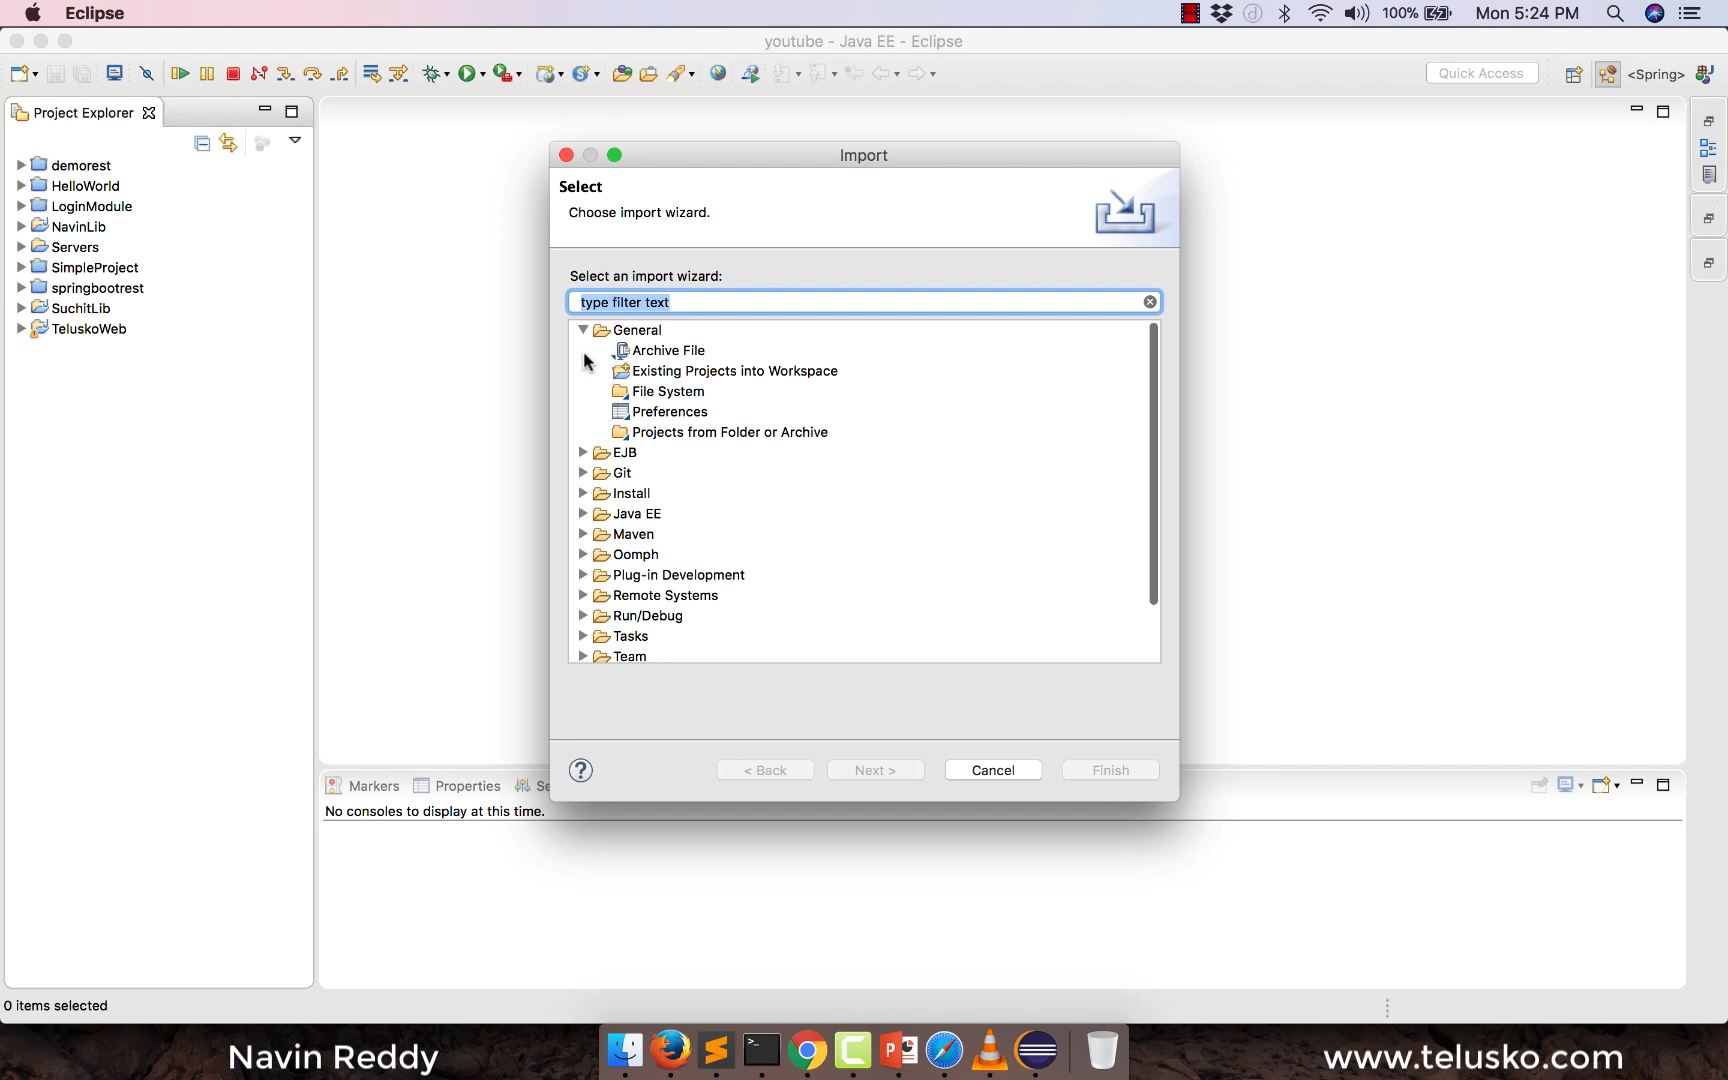 Eclipse
100%
Mon 5:24 PM
youtube - Java EE - Eclipse
Quick Access
<Spring>
Project Explorer
demorest
HelloWorld
LoginModule
NavinLib
Servers
SimpleProject
springbootrest
SuchitLib
TeluskoWeb
Import
Select
Choose import wizard.
Select an import wizard:
type filter text
General
Archive File
Existing Projects into Workspace
File System
Preferences
Projects from Folder or Archive
EJB
Git
Install
Java EE
Maven
Oomph
Plug-in Development
Remote Systems
Run/Debug
Tasks
Team
?
< Back
Next >
Cancel
Finish
Markers
Properties
Se
No consoles to display at this time.
0 items selected
Navin Reddy
www.telusko.com